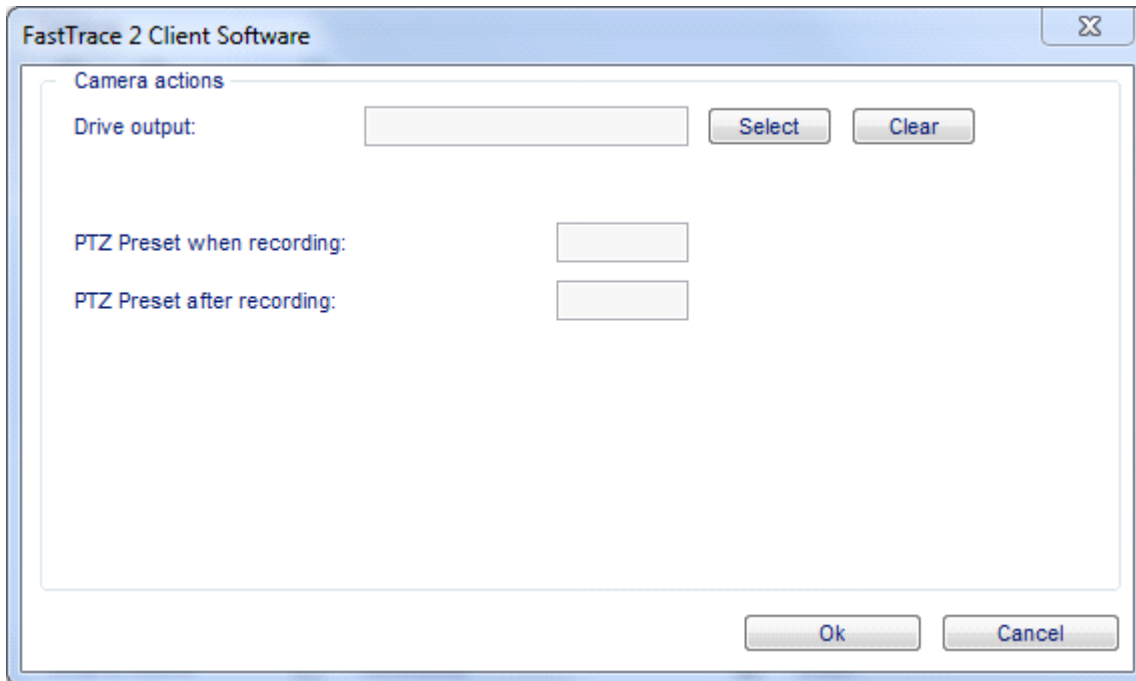 FastTrace 2 Client Software
Camera actions
Drive output: Select Clear
PTZ Preset when recording:
PTZ Preset after recording:
Ok Cancel